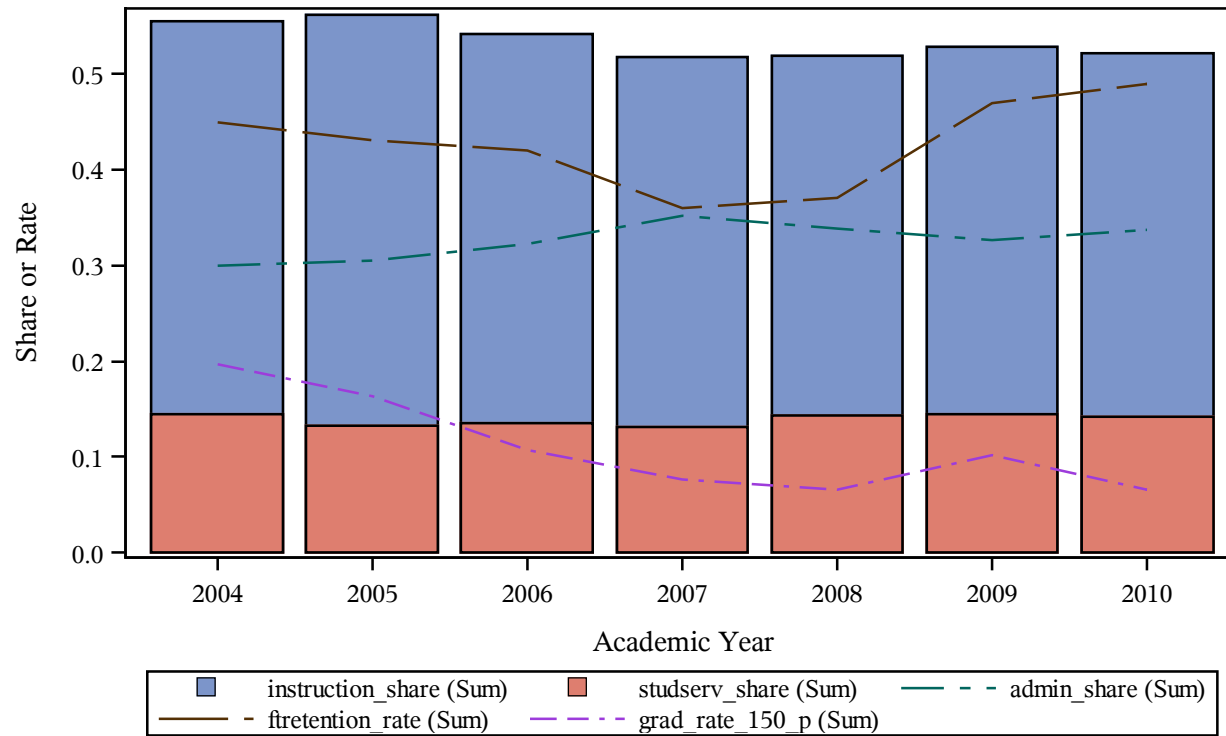 0.5
0.4
0.3
0.2
0.1
0.0
Share or Rate
2004 2005 2006 2007 2008 2009 2010
Academic Year
instruction_share (Sum) studserv_share (Sum) admin_share (Sum)
ftretention_rate (Sum) grad_rate_150_p (Sum)